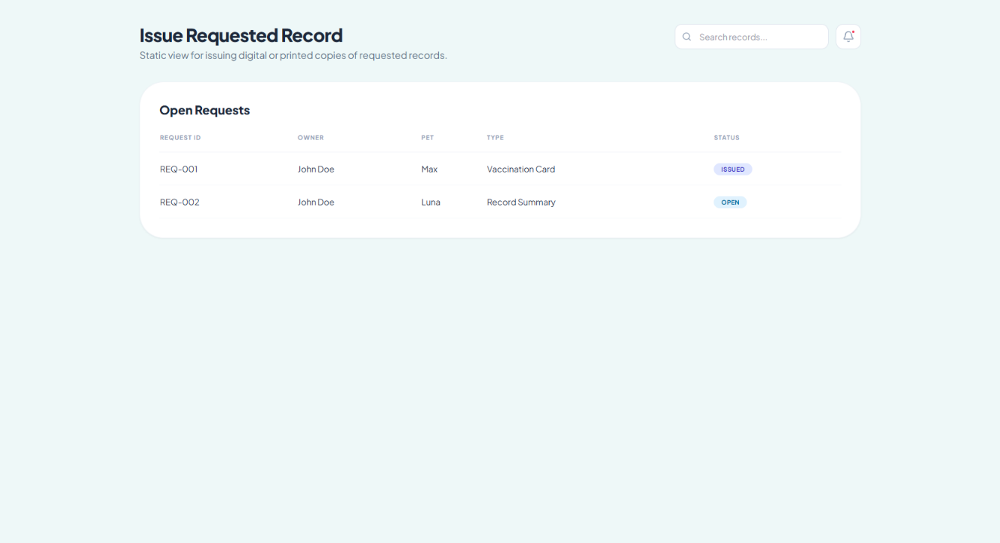 Issue Requested Record
Static view for issuing digital or printed copies of requested records.
Search records...
Open Requests
REQUEST ID OWNER PET TYPE STATUS
REQ-001 John Doe Max Vaccination Card ISSUED
REQ-002 John Doe Luna Record Summary OPEN